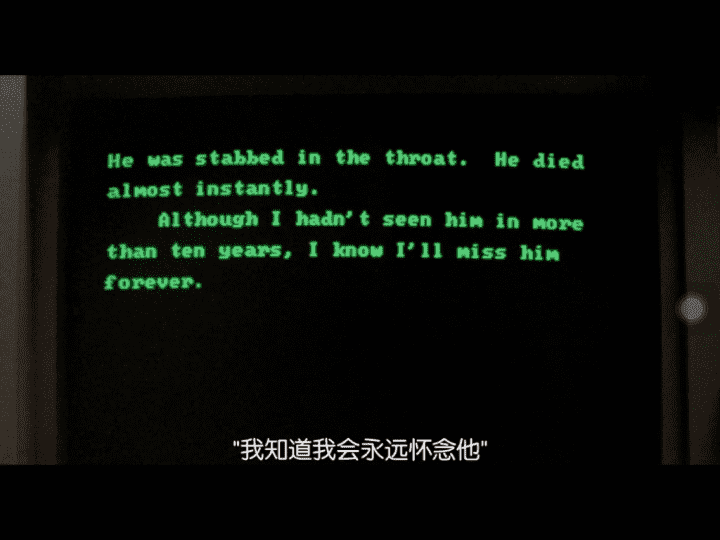 He was stabbed in the throat.  He died
almost instantly.
Although I hadn't seen him in more
than ten years, I know I'll miss him
forever.
"我知道我会永远怀念他"